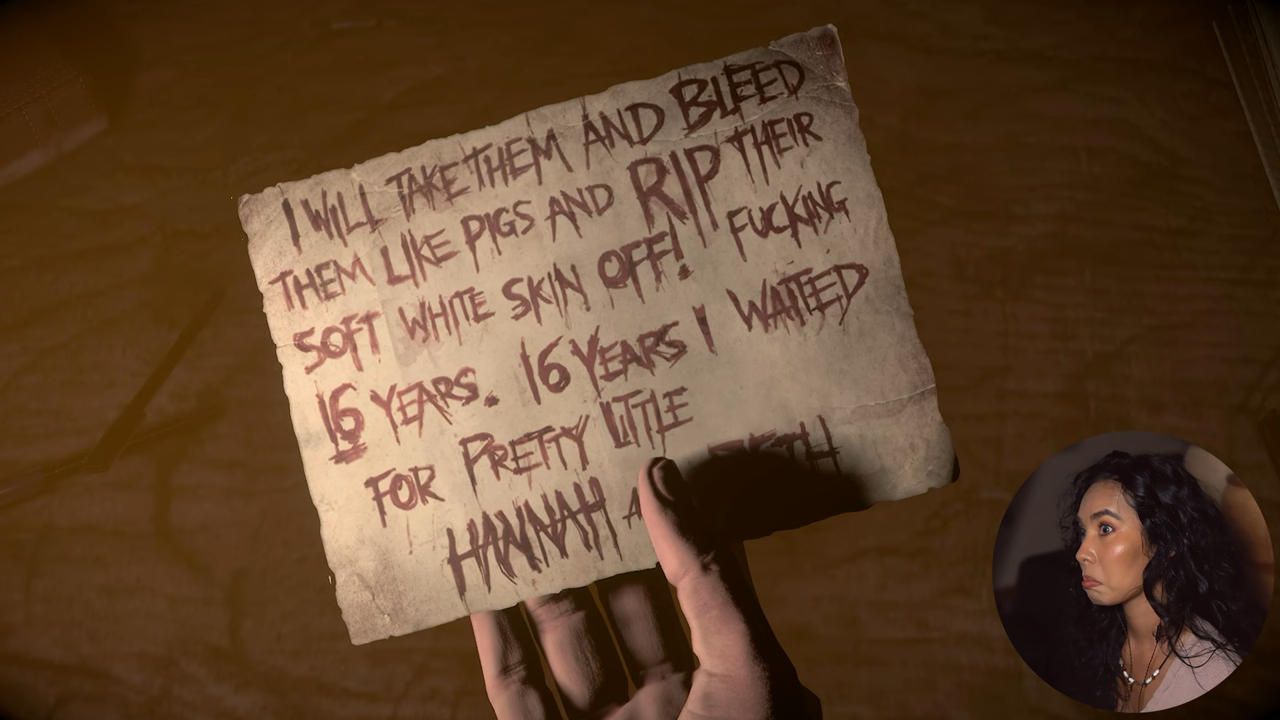 I WILL TAKE THEM AND BLEED
THEM LIKE PIGS AND RIP THEIR
SOFT WHITE SKIN OFF! FUCKING
16 YEARS. 16 YEARS I WAITED
FOR PRETTY LITTLE
HANNAH